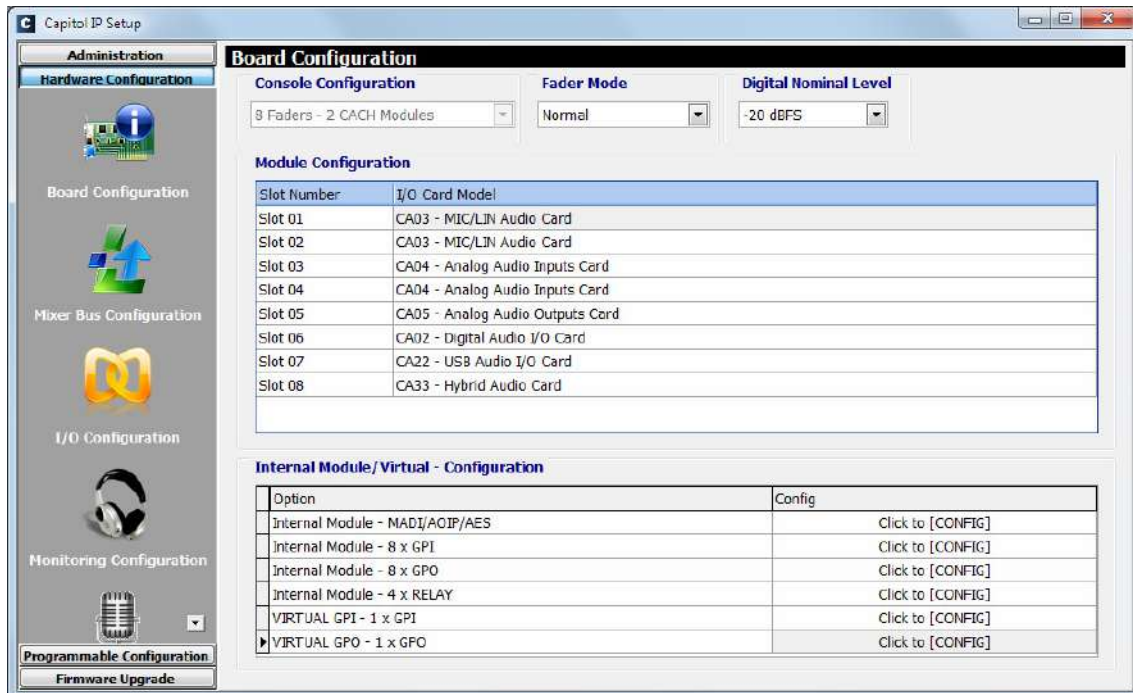 Capitol IP Setup
Administration
Hardware Configuration
Board Configuration
Mixer Bus Configuration
I/O Configuration
Monitoring Configuration
Programmable Configuration
Firmware Upgrade
Board Configuration
Console Configuration Fader Mode Digital Nominal Level
8 Faders - 2 CACH Modules Normal -20 dBFS
Module Configuration
Slot Number I/O Card Model
Slot 01 CA03 - MIC/LIN Audio Card
Slot 02 CA03 - MIC/LIN Audio Card
Slot 03 CA04 - Analog Audio Inputs Card
Slot 04 CA04 - Analog Audio Inputs Card
Slot 05 CA05 - Analog Audio Outputs Card
Slot 06 CA02 - Digital Audio I/O Card
Slot 07 CA22 - USB Audio I/O Card
Slot 08 CA33 - Hybrid Audio Card
Internal Module/Virtual - Configuration
Option Config
Internal Module - MADI/AOIP/AES Click to [CONFIG]
Internal Module - 8 x GPI Click to [CONFIG]
Internal Module - 8 x GPO Click to [CONFIG]
Internal Module - 4 x RELAY Click to [CONFIG]
VIRTUAL GPI - 1 x GPI Click to [CONFIG]
VIRTUAL GPO - 1 x GPO Click to [CONFIG]